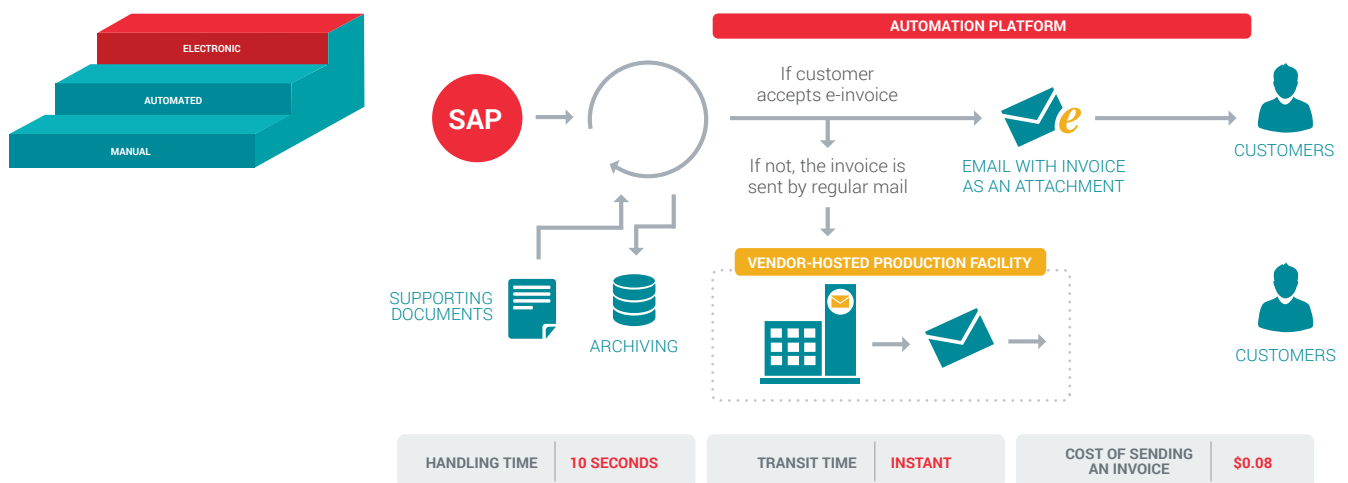 ELECTRONIC
AUTOMATED
MANUAL
AUTOMATION PLATFORM
SAP
If customer
accepts e-invoice
If not, the invoice is
sent by regular mail
e
EMAIL WITH INVOICE
AS AN ATTACHMENT
CUSTOMERS
SUPPORTING
DOCUMENTS
ARCHIVING
VENDOR-HOSTED PRODUCTION FACILITY
CUSTOMERS
HANDLING TIME 10 SECONDS
TRANSIT TIME INSTANT
COST OF SENDING
AN INVOICE $0.08